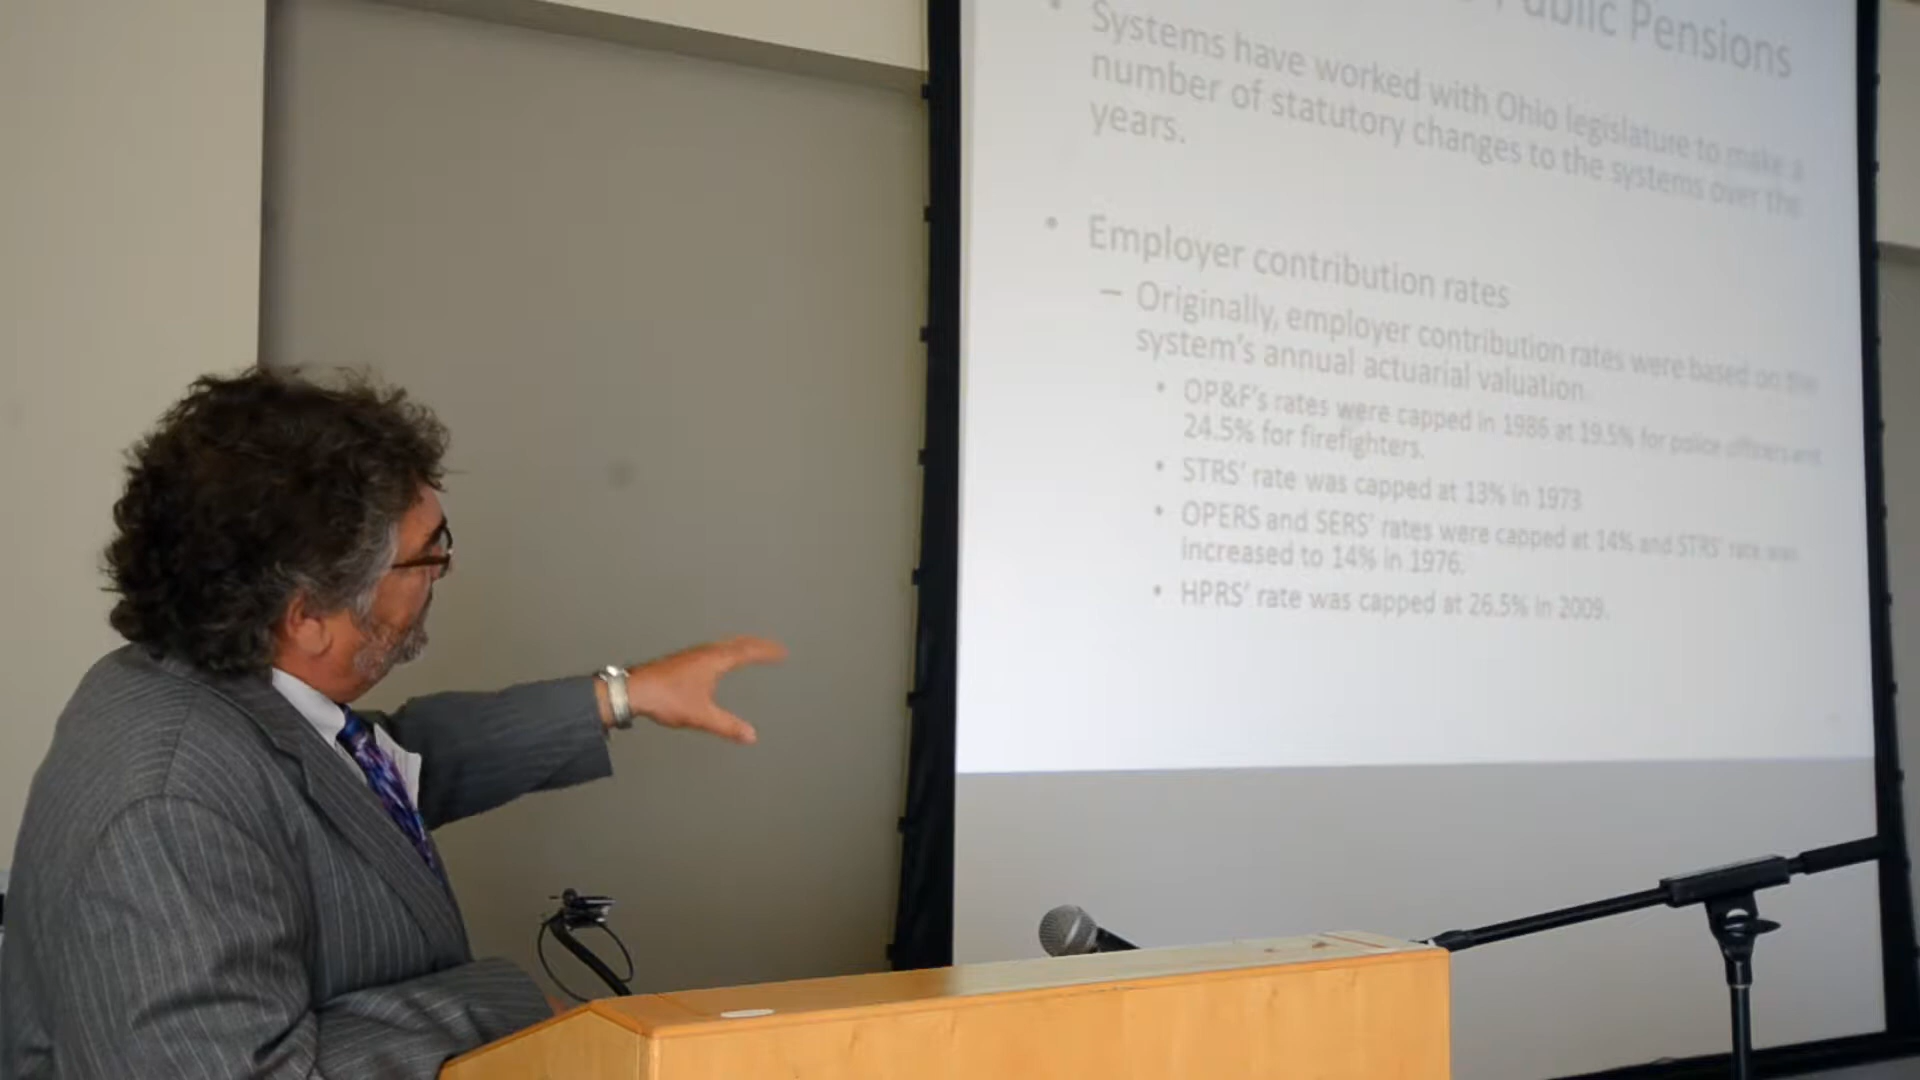 Public Pensions
• Systems have worked with Ohio legislature to make a
number of statutory changes to the systems over the
years.
• Employer contribution rates
– Originally, employer contribution rates were based on the
system's annual actuarial valuation.
• OP&F's rates were capped in 1986 at 19.5% for police officers and
24.5% for firefighters.
• STRS' rate was capped at 13% in 1973
• OPERS and SERS' rates were capped at 14% and STRS' rate was
increased to 14% in 1976.
• HPRS' rate was capped at 26.5% in 2009.